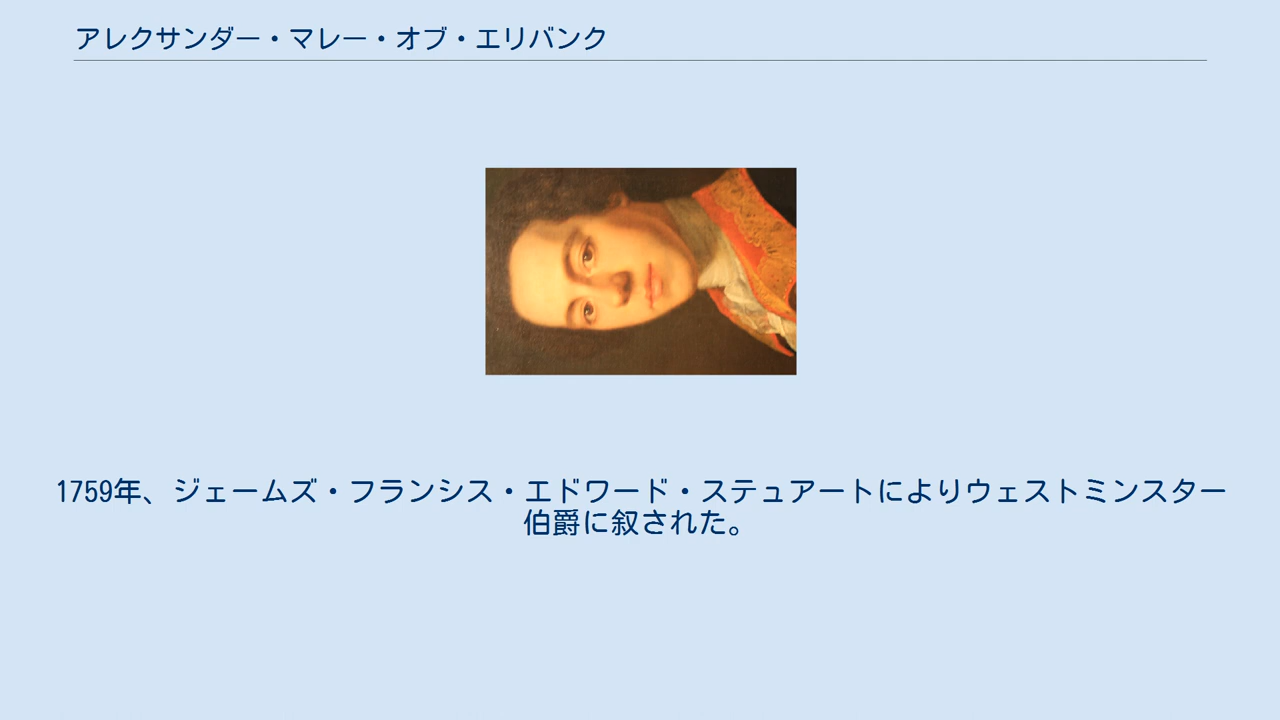 アレクサンダー・マレー・オブ・エリバンク
1759年、ジェームズ・フランシス・エドワード・ステュアートによりウェストミンスター
伯爵に叙された。